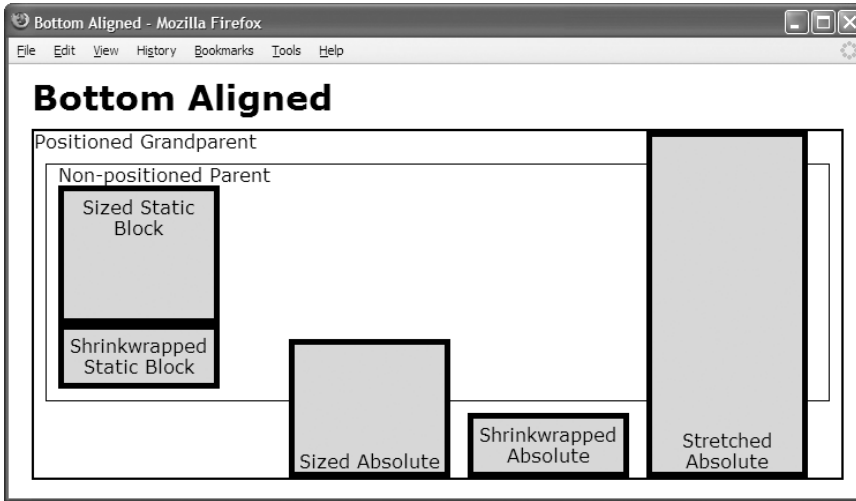 Bottom Aligned - Mozilla Firefox
File Edit View History Bookmarks Tools Help
Bottom Aligned
Positioned Grandparent
Non-positioned Parent
Sized Static
Block
Shrinkwrapped
Static Block
Sized Absolute
Shrinkwrapped
Absolute
Stretched
Absolute